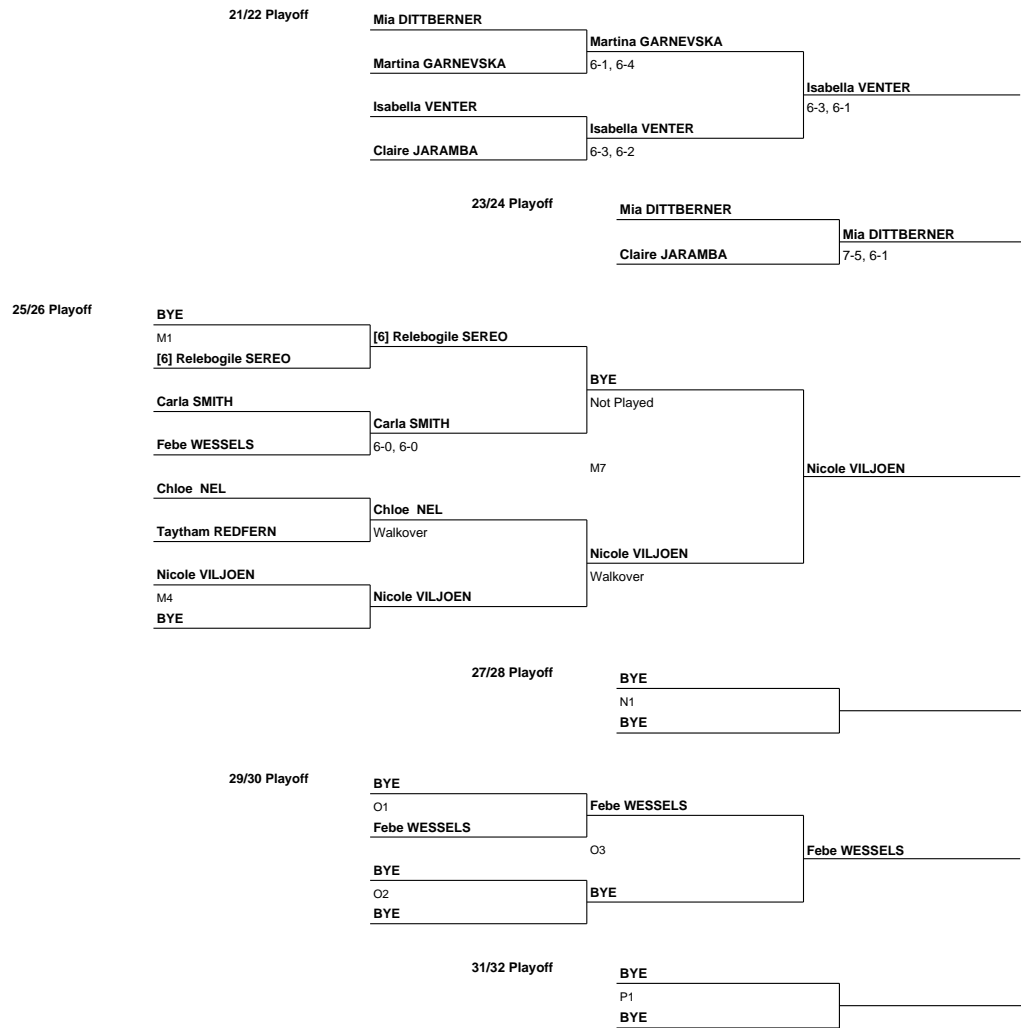 21/22 Playoff
Mia DITTBERNER
Martina GARNEVSKA
Martina GARNEVSKA
6-1, 6-4
Isabella VENTER
6-3, 6-1
Isabella VENTER
Isabella VENTER
Claire JARAMBA
6-3, 6-2
23/24 Playoff
Mia DITTBERNER
Mia DITTBERNER
Claire JARAMBA
7-5, 6-1
25/26 Playoff
BYE
M1
[6] Relebogile SEREO
[6] Relebogile SEREO
BYE
Not Played
Carla SMITH
Carla SMITH
Febe WESSELS
6-0, 6-0
M7
Nicole VILJOEN
Chloe  NEL
Chloe  NEL
Taytham REDFERN
Walkover
Nicole VILJOEN
Walkover
Nicole VILJOEN
M4
Nicole VILJOEN
BYE
27/28 Playoff
BYE
N1
BYE
29/30 Playoff
BYE
O1
Febe WESSELS
Febe WESSELS
O3
Febe WESSELS
BYE
O2
BYE
BYE
31/32 Playoff
BYE
P1
BYE